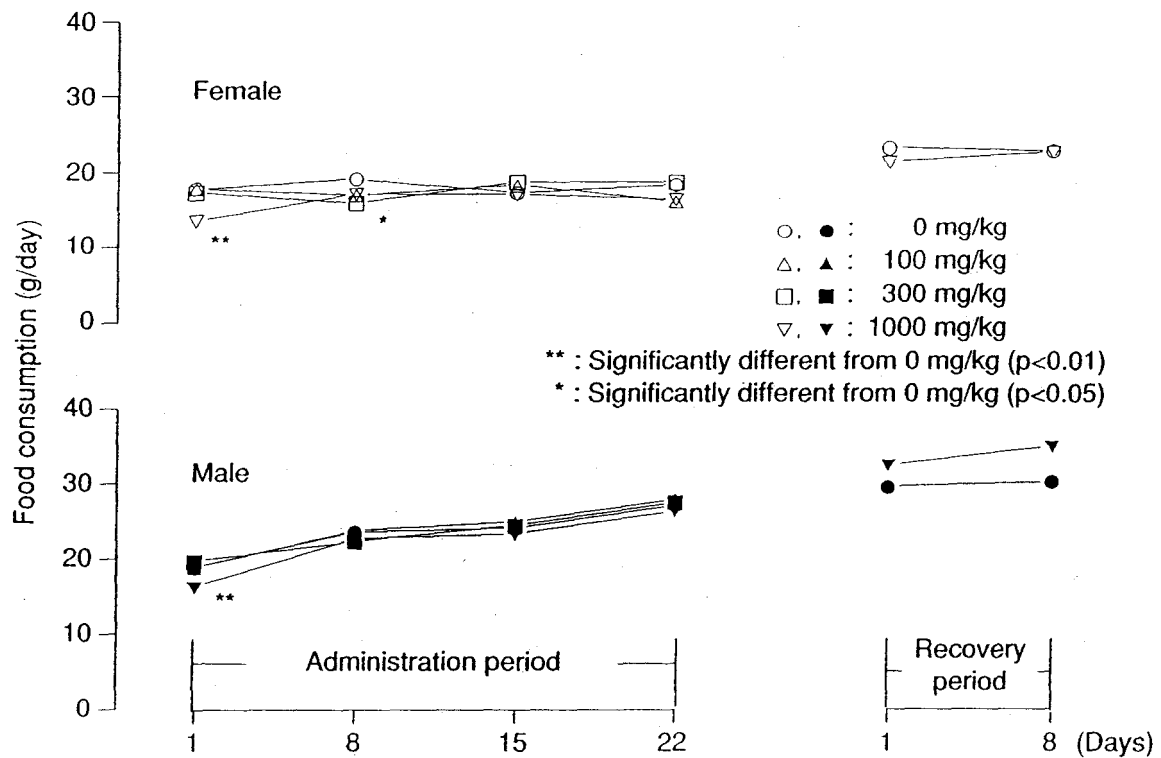 Food consumption (g/day)
40
30
20
10
0
Female
**
*
○, ● : 0 mg/kg
△, ▲ : 100 mg/kg
□, ■ : 300 mg/kg
▽, ▼ : 1000 mg/kg
** : Significantly different from 0 mg/kg (p<0.01)
* : Significantly different from 0 mg/kg (p<0.05)
40
30
20
10
0
Male
**
Administration period
Recovery
period
1 8 15 22 1 8 (Days)